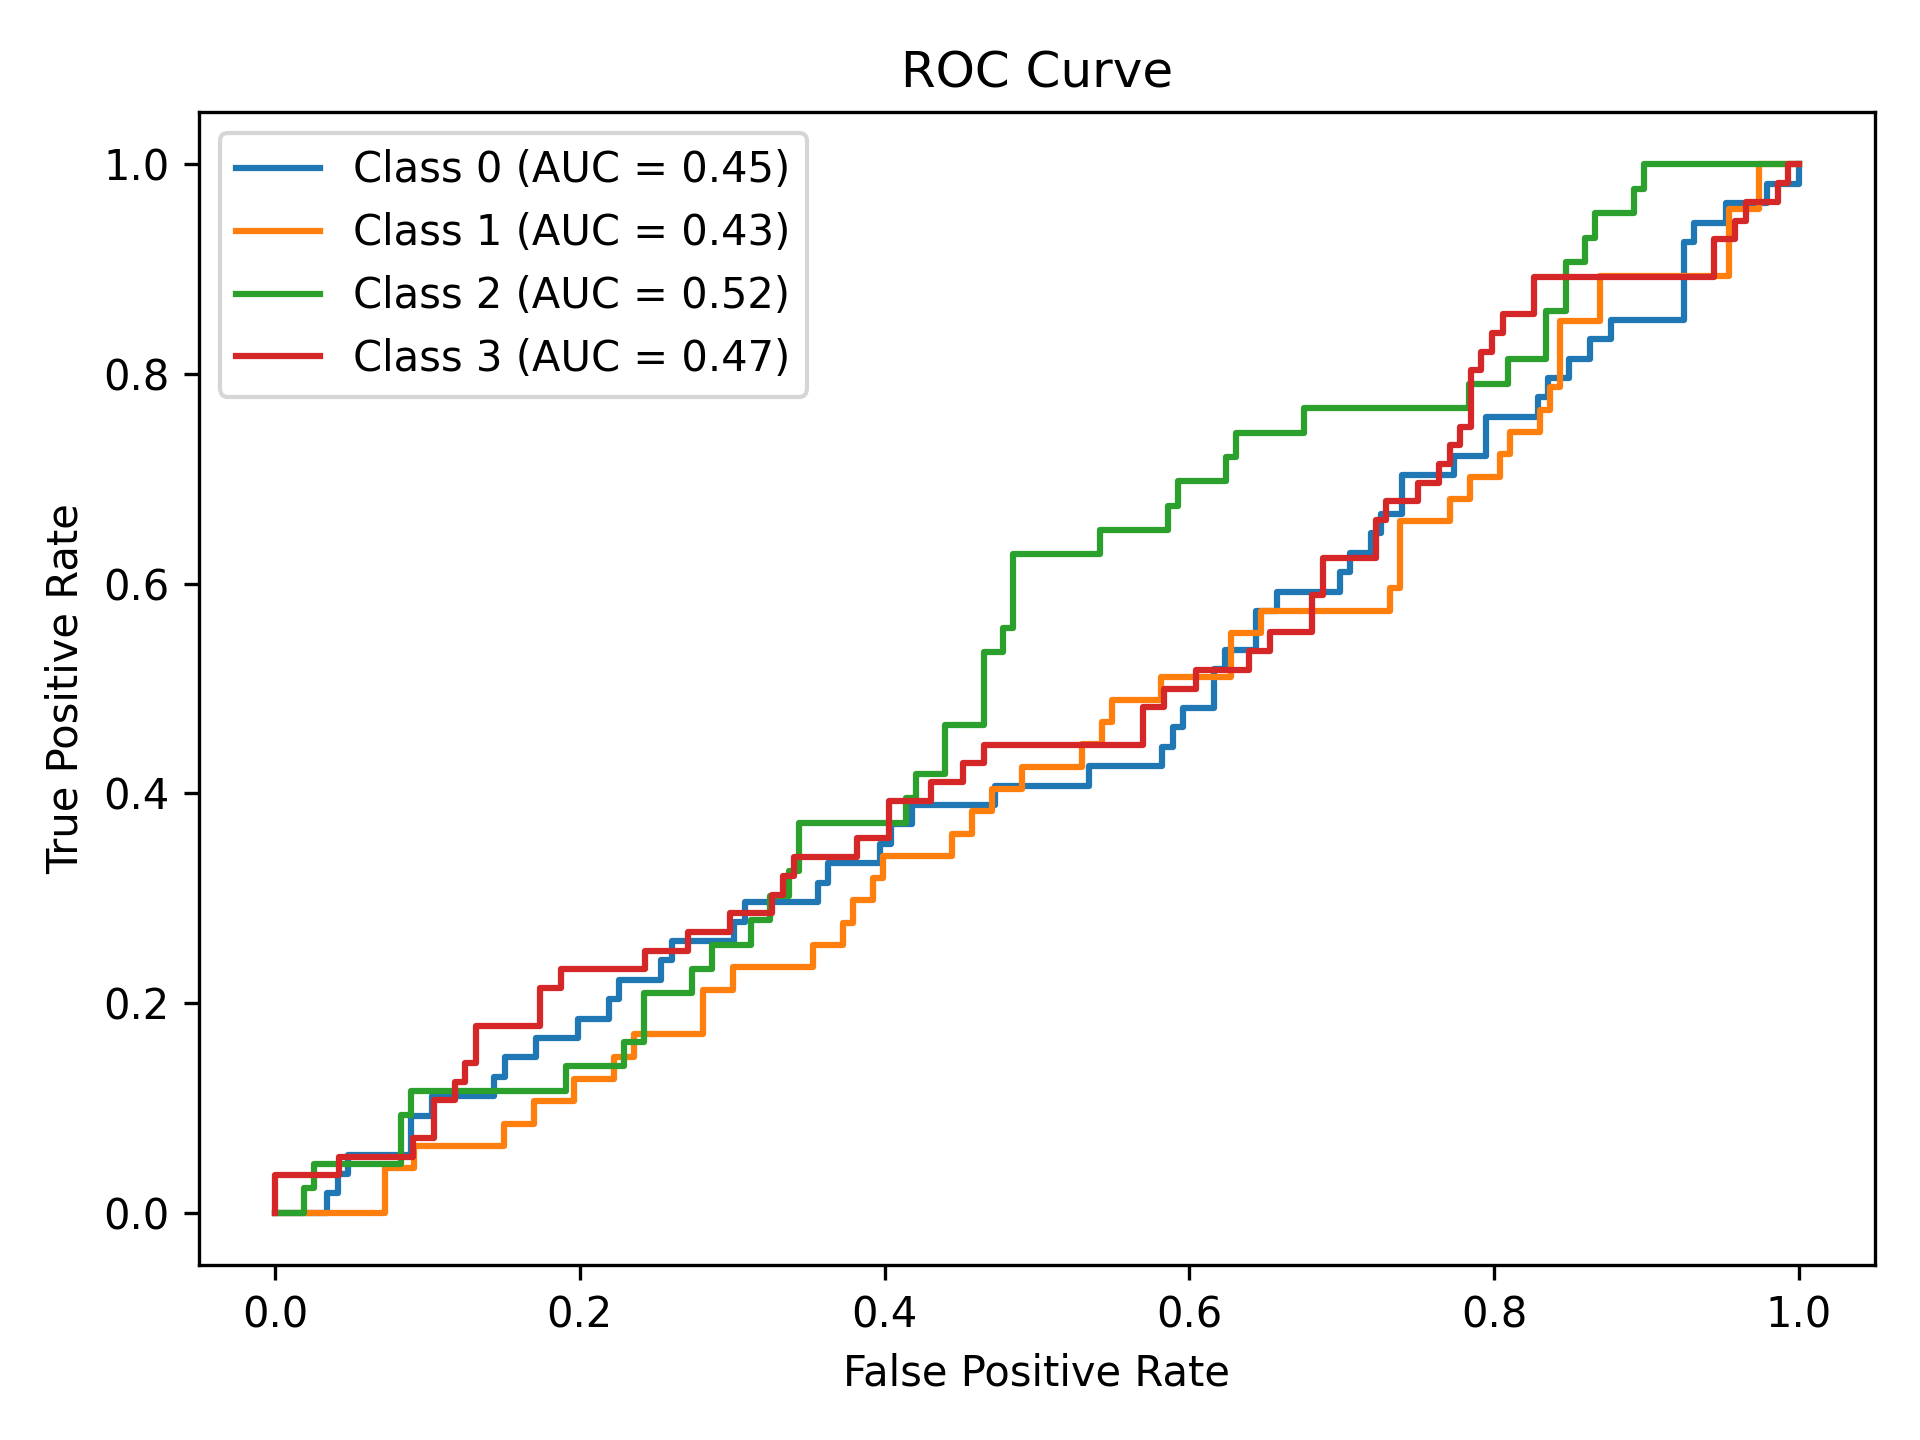 ROC Curve
Class 0 (AUC = 0.45)
Class 1 (AUC = 0.43)
Class 2 (AUC = 0.52)
Class 3 (AUC = 0.47)
1.0
0.8
0.6
0.4
0.2
0.0
True Positive Rate
0.0 0.2 0.4 0.6 0.8 1.0
False Positive Rate